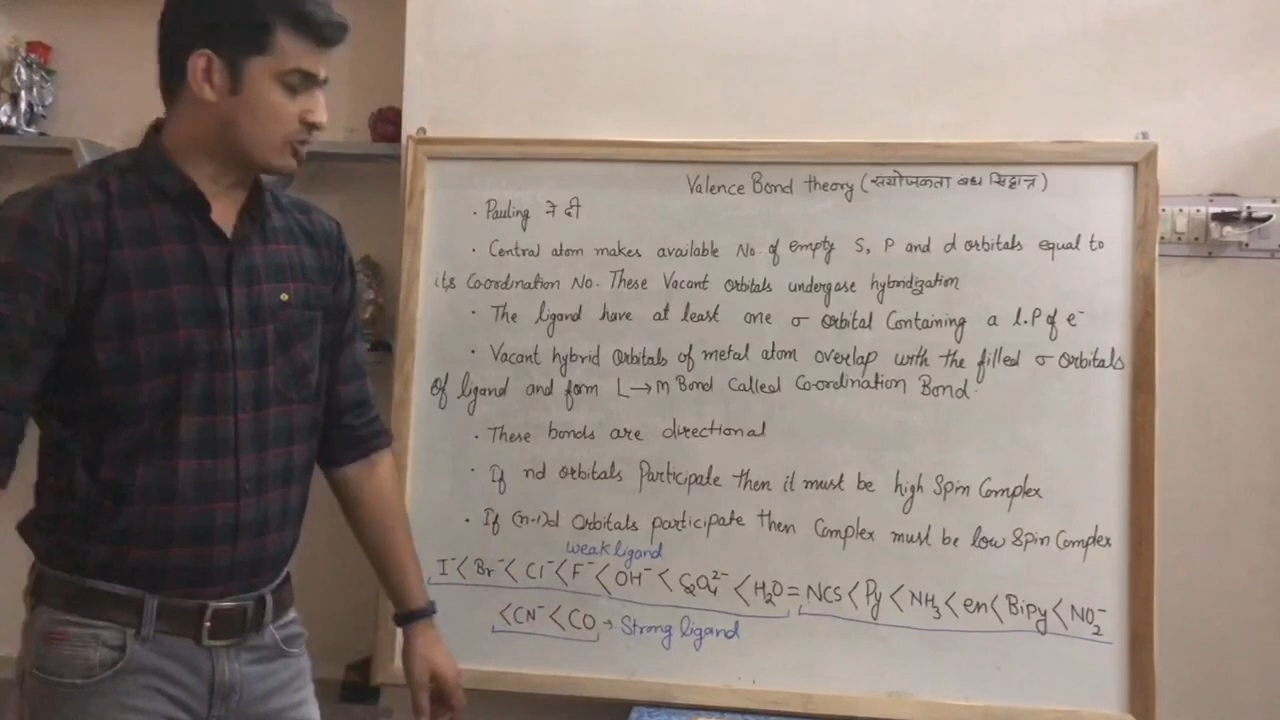 Valence Bond theory (संयोजकता बंध सिद्धान्त)
· Pauling ने दी
· Central atom makes available No. of empty S, P and d orbitals equal to
its Co-ordination No. These Vacant orbitals undergose hybridization
· The ligand have at least one σ orbital Containing a l.P of e⁻
· Vacant hybrid orbitals of metal atom overlap with the filled σ orbitals
of ligand and form L→m Bond called Co-ordination Bond.
· These bonds are directional
· If nd orbitals Participate then it must be high Spin Complex
· If (n-1)d orbitals participate then Complex must be low Spin Complex
weak ligand
I⁻< Br⁻< Cl⁻< F⁻< OH⁻< C₂O₄²⁻ < H₂O = NCS < Py < NH₃ < en < Bipy < NO₂⁻
<CN⁻ < CO → Strong ligand